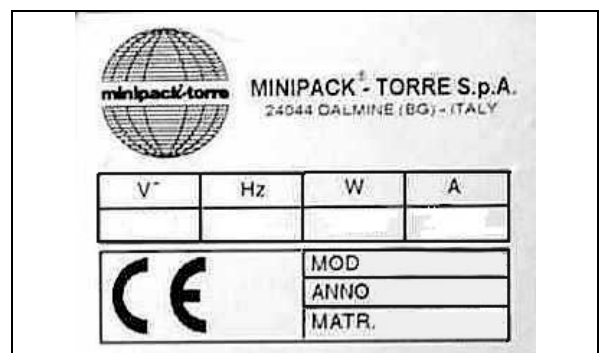 minipack-torre
MINIPACK® - TORRE S.p.A.
24044 DALMINE (BG) - ITALY
V~ Hz W A
CE
MOD
ANNO
MATR.